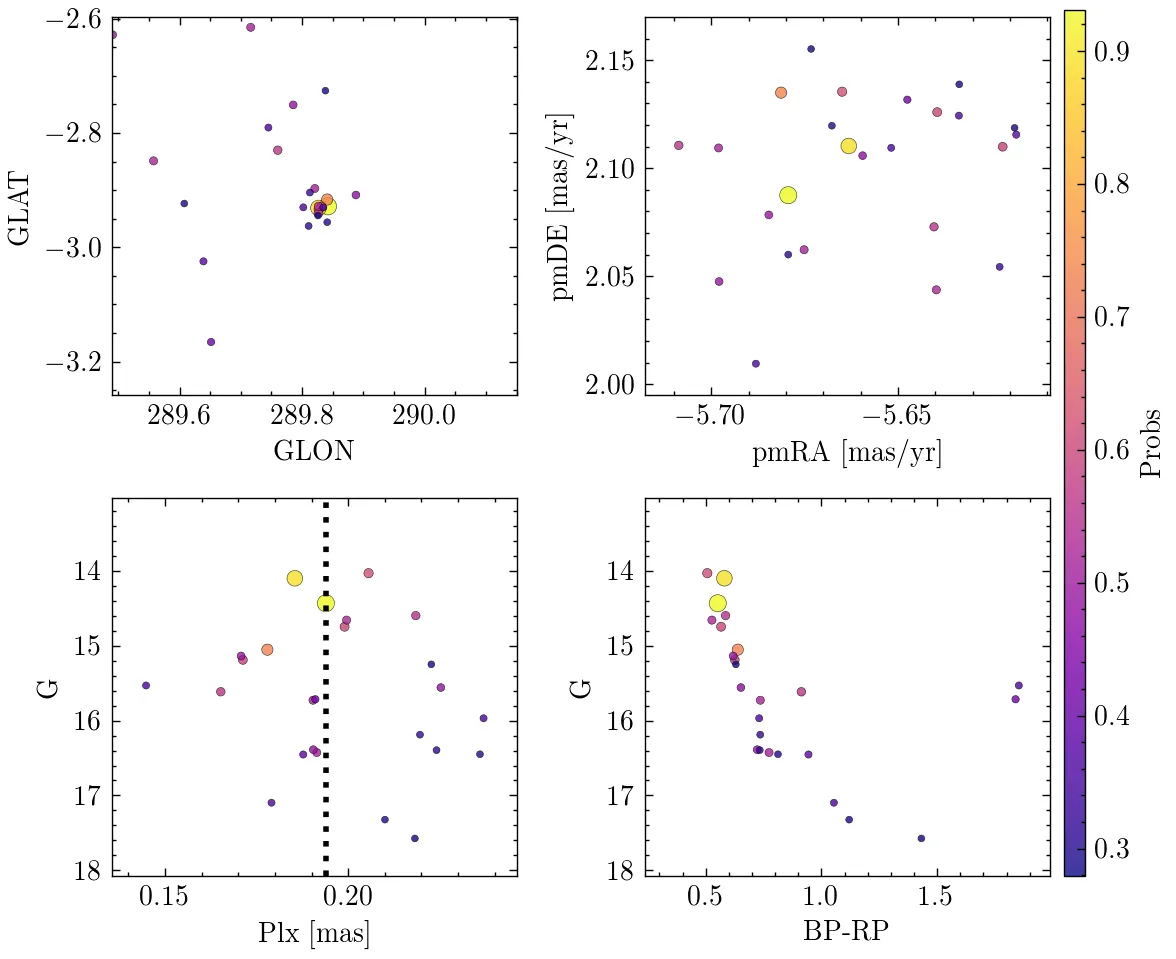 −2.6
−2.8
−3.0
−3.2
GLAT
289.6 289.8 290.0
GLON
2.15
2.10
2.05
2.00
pmDE [mas/yr]
−5.70 −5.65
pmRA [mas/yr]
14
15
16
17
18
G
0.15 0.20
Plx [mas]
14
15
16
17
18
G
0.5 1.0 1.5
BP-RP
0.9
0.8
0.7
0.6
0.5
0.4
0.3
Probs